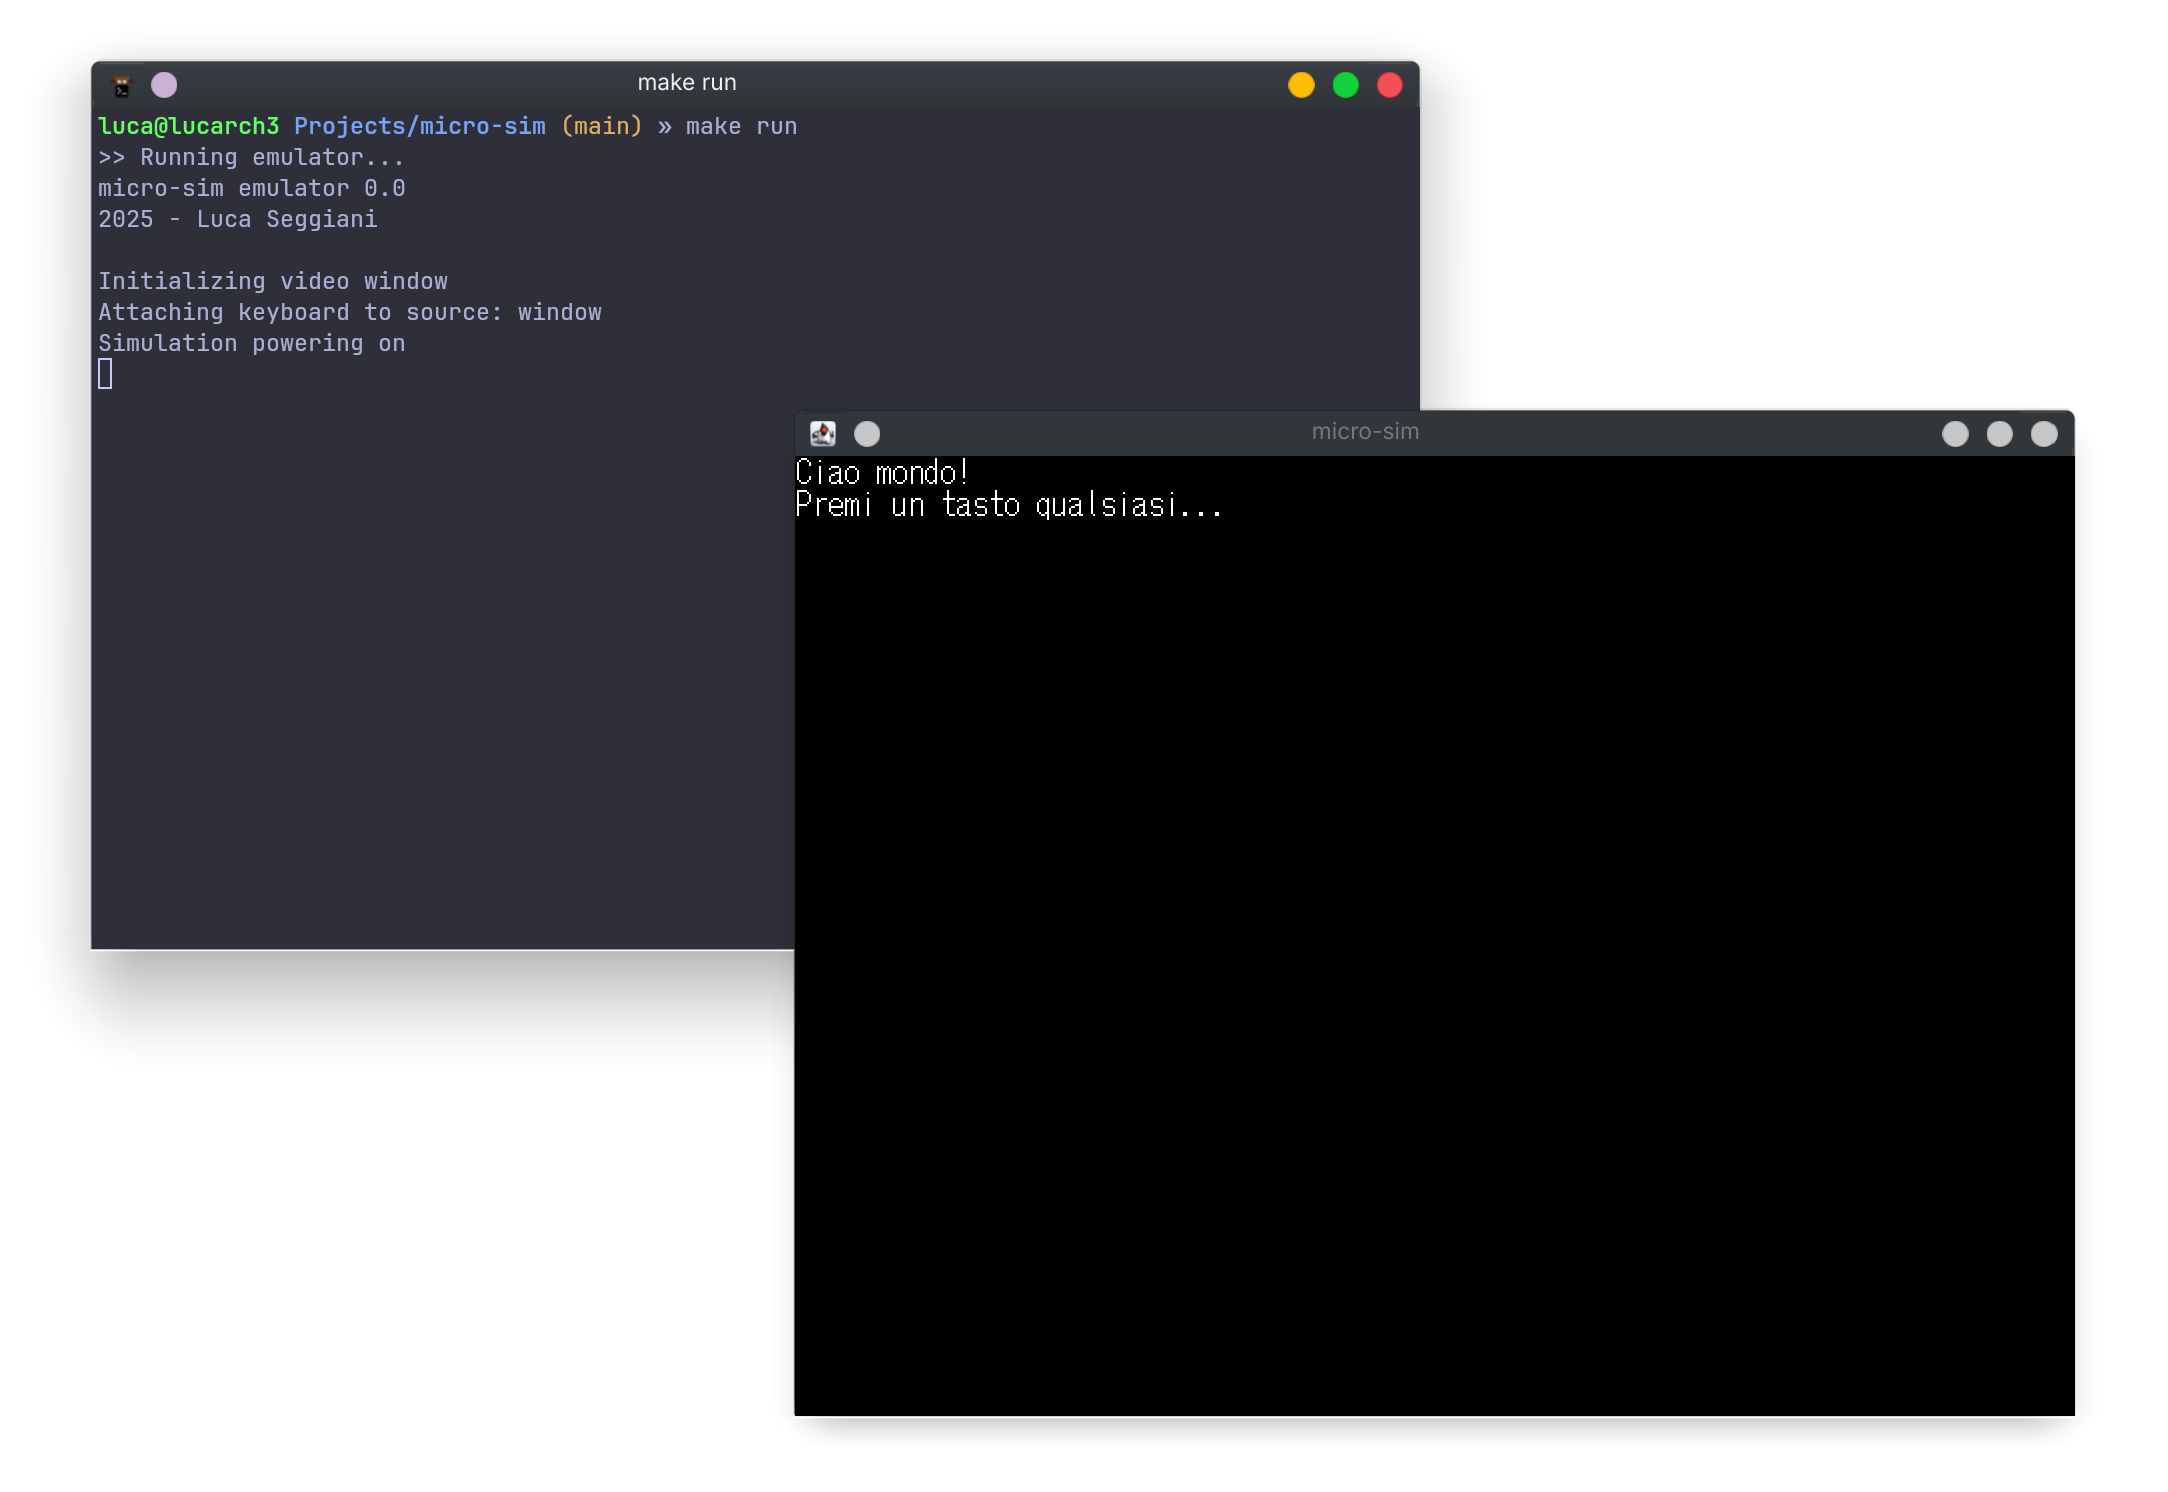 make run
luca@lucarch3 Projects/micro-sim (main) » make run
>> Running emulator...
micro-sim emulator 0.0
2025 - Luca Seggiani
Initializing video window
Attaching keyboard to source: window
Simulation powering on
micro-sim
Ciao mondo!
Premi un tasto qualsiasi...